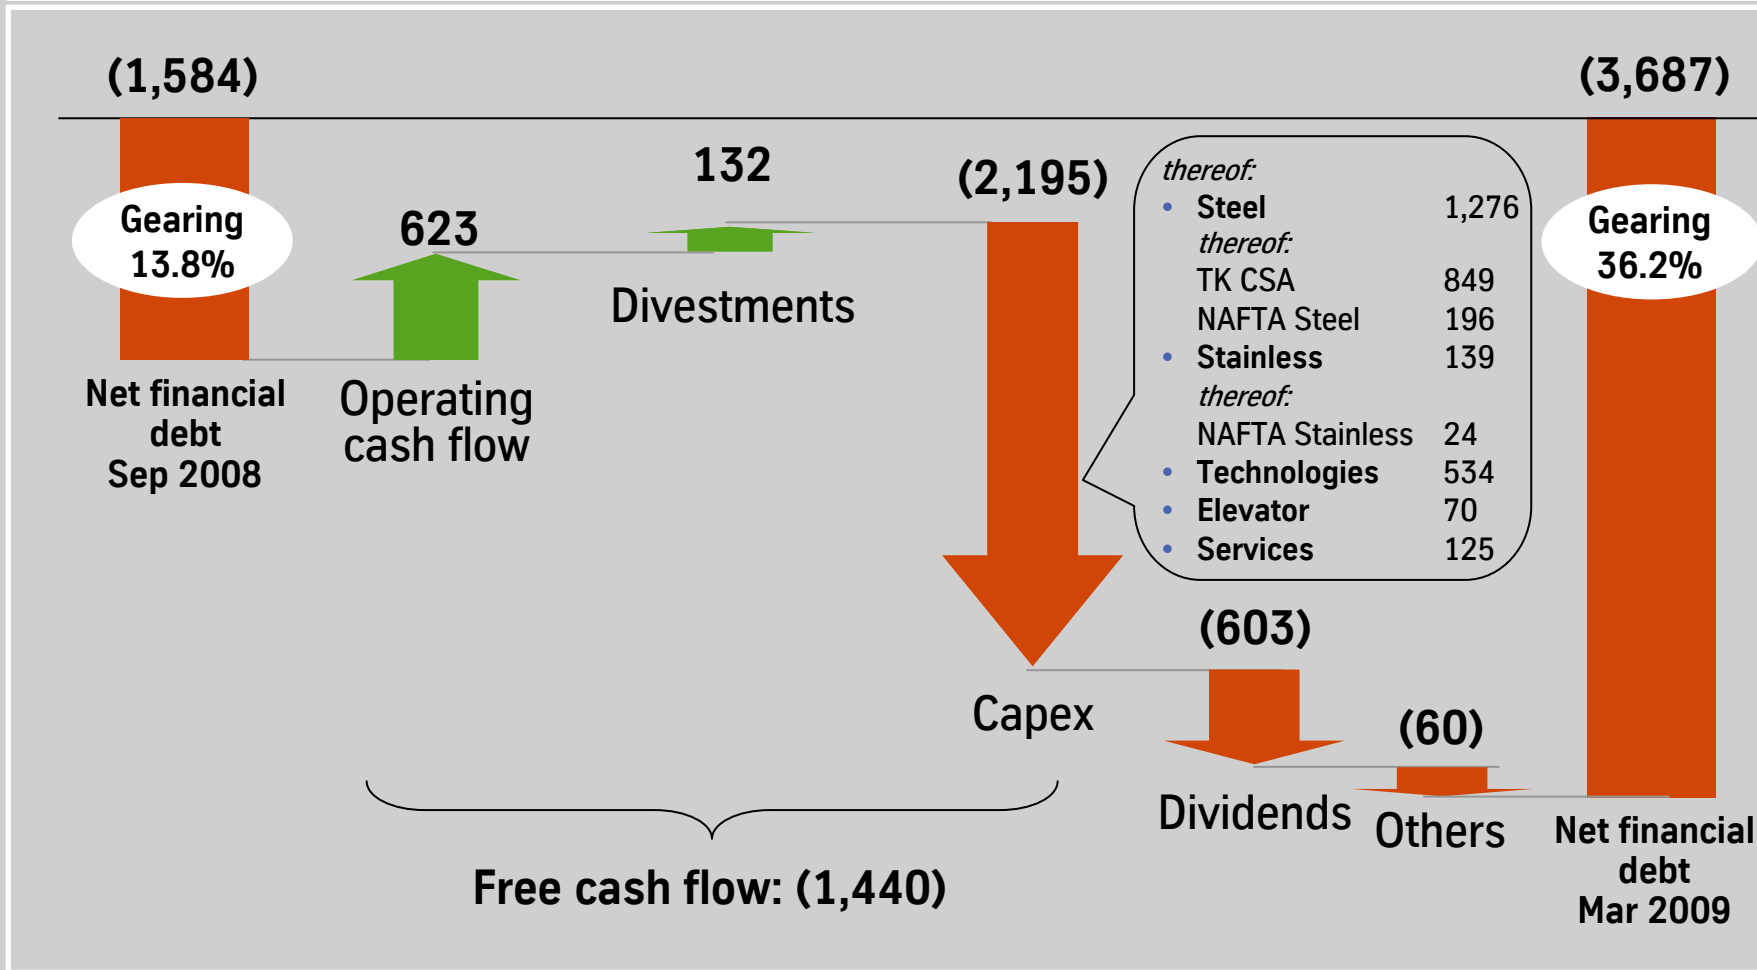 (1,584)
Gearing
13.8%
Net financial
debt
Sep 2008
623
Operating
cash flow
132
Divestments
(2,195)
Capex
thereof:
• Steel 1,276
thereof:
TK CSA 849
NAFTA Steel 196
• Stainless 139
thereof:
NAFTA Stainless 24
• Technologies 534
• Elevator 70
• Services 125
(603)
Dividends
(60)
Others
(3,687)
Gearing
36.2%
Net financial
debt
Mar 2009
Free cash flow: (1,440)